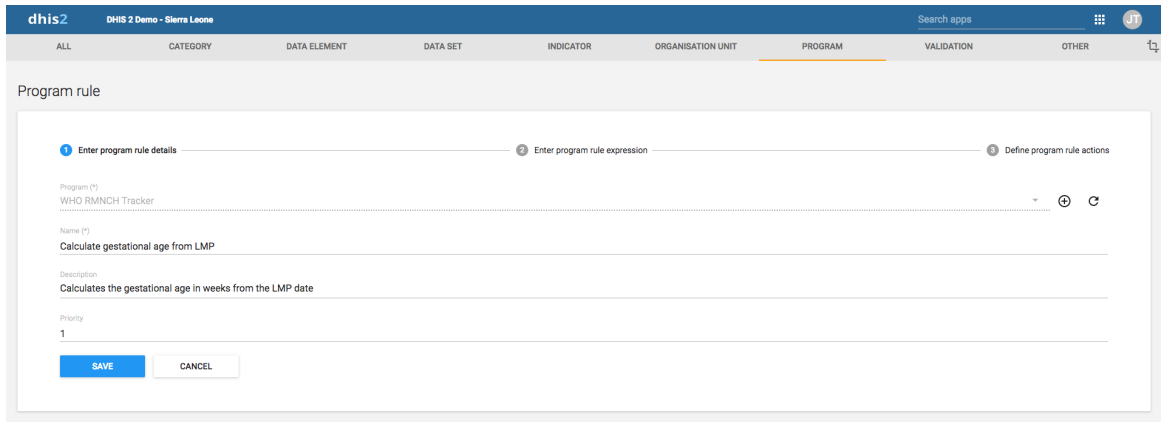 dhis2 DHIS 2 Demo - Sierra Leone Search apps JT
ALL CATEGORY DATA ELEMENT DATA SET INDICATOR ORGANISATION UNIT PROGRAM VALIDATION OTHER
Program rule
1 Enter program rule details 2 Enter program rule expression 3 Define program rule actions
Program (*)
WHO RMNCH Tracker
Name (*)
Calculate gestational age from LMP
Description
Calculates the gestational age in weeks from the LMP date
Priority
1
SAVE CANCEL